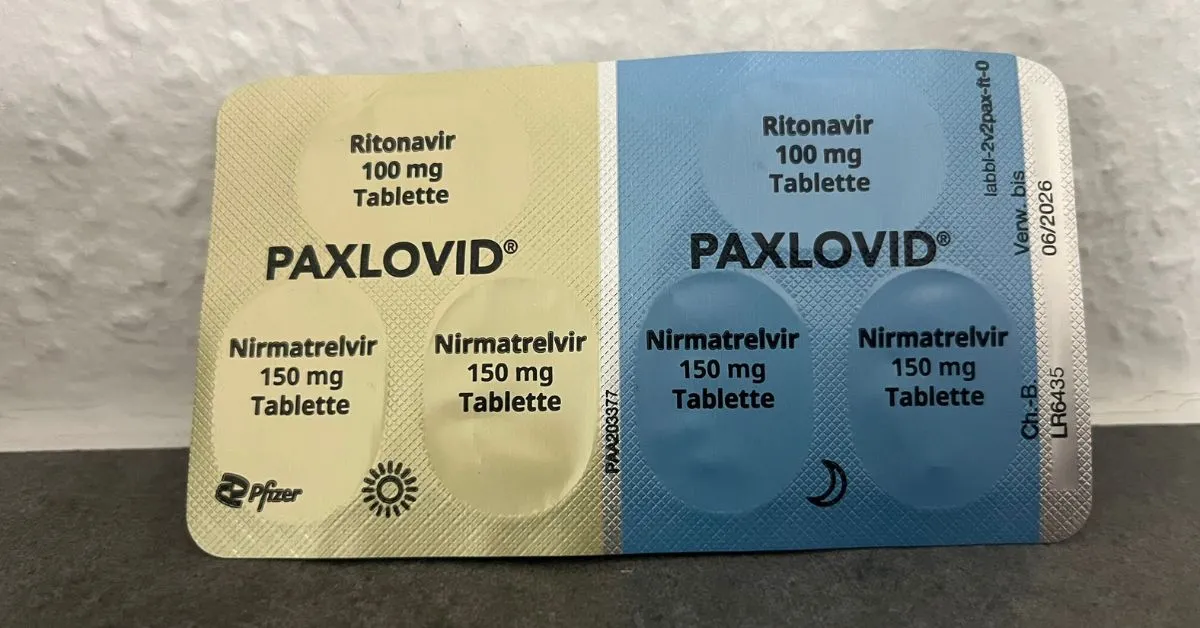 Ritonavir
100 mg
Tablette
PAXLOVID®
Nirmatrelvir
150 mg
Tablette
Nirmatrelvir
150 mg
Tablette
Pfizer
PAA203377
Ritonavir
100 mg
Tablette
PAXLOVID®
Nirmatrelvir
150 mg
Tablette
Nirmatrelvir
150 mg
Tablette
labbl-2v2pax-ft-0
Verw. bis
06/2026
Ch.-B.
LR6435